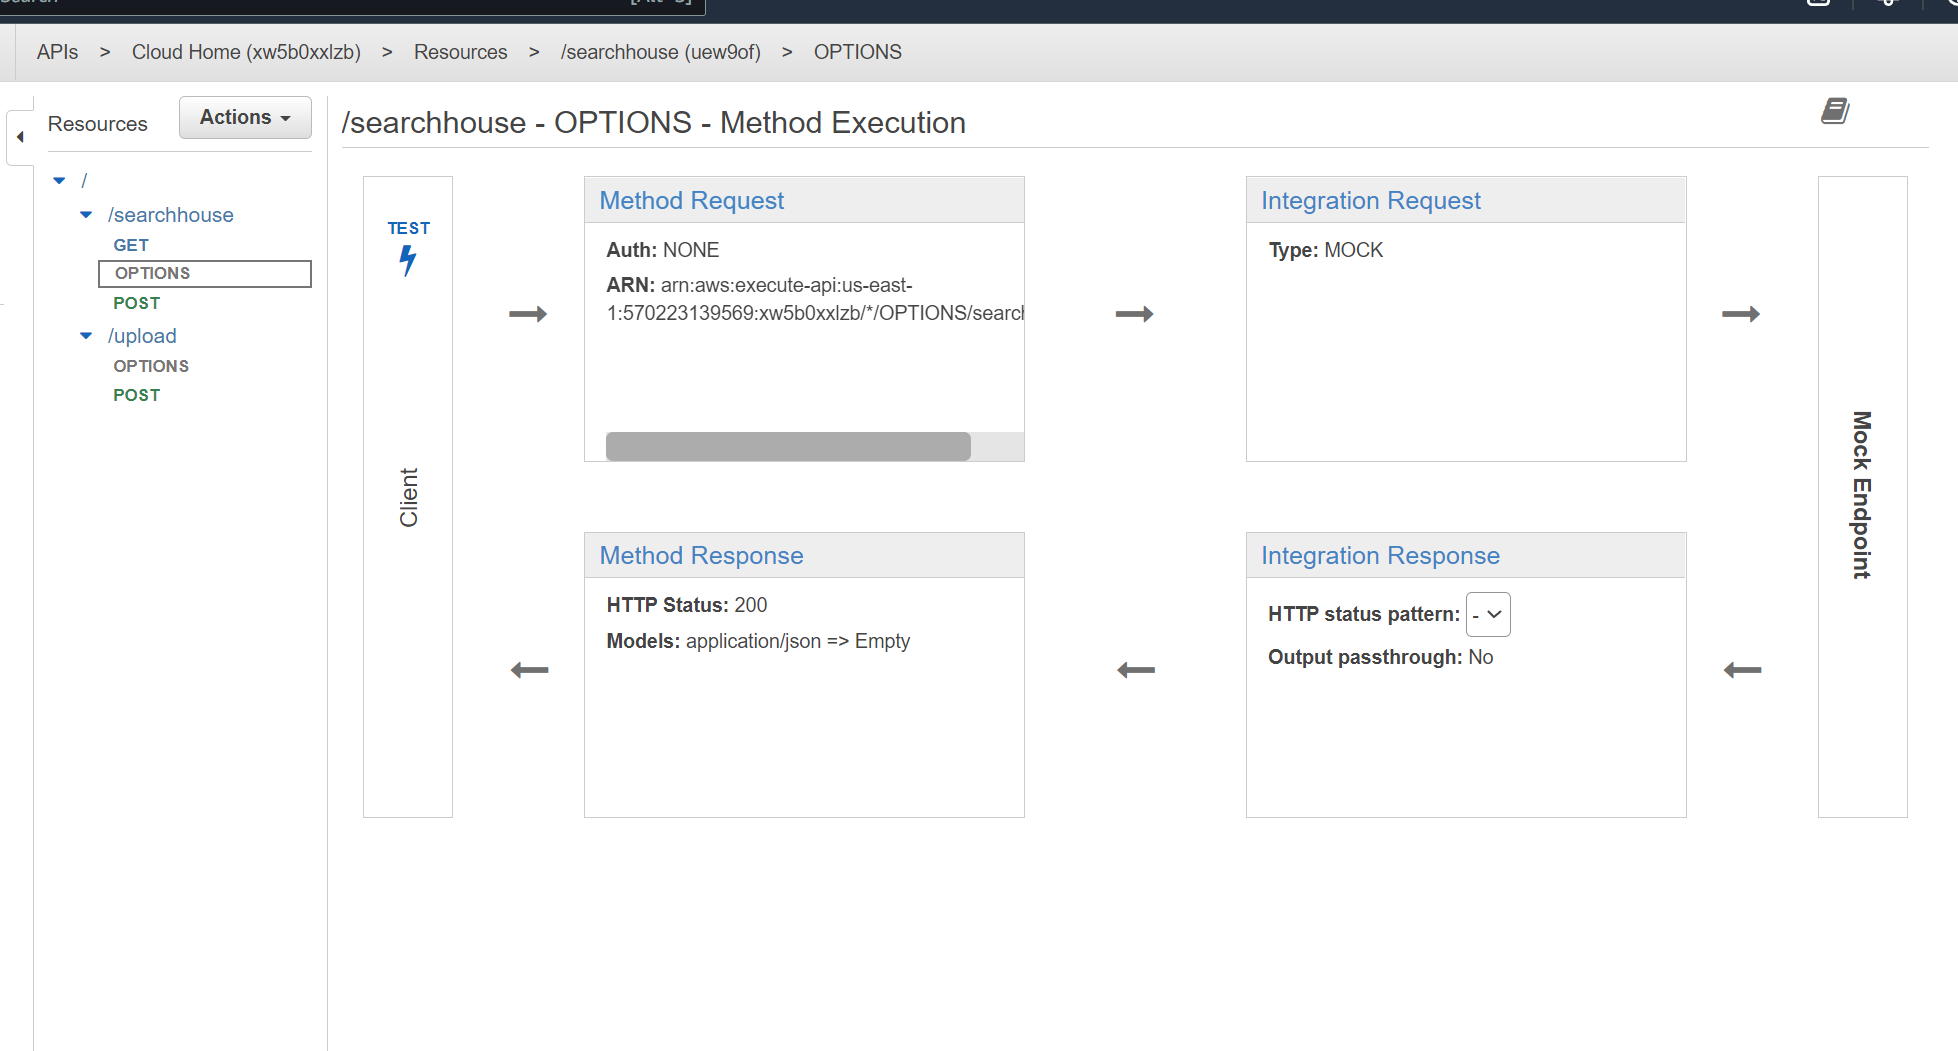 APIs > Cloud Home (xw5b0xxlzb) > Resources > /searchhouse (uew9of) > OPTIONS
Resources
Actions
/
/searchhouse
GET
OPTIONS
POST
/upload
OPTIONS
POST
/searchhouse - OPTIONS - Method Execution
TEST
Client
Method Request
Auth: NONE
ARN: arn:aws:execute-api:us-east-
1:570223139569:xw5b0xxlzb/*/OPTIONS/search
Integration Request
Type: MOCK
Method Response
HTTP Status: 200
Models: application/json => Empty
Integration Response
HTTP status pattern: -
Output passthrough: No
Mock Endpoint